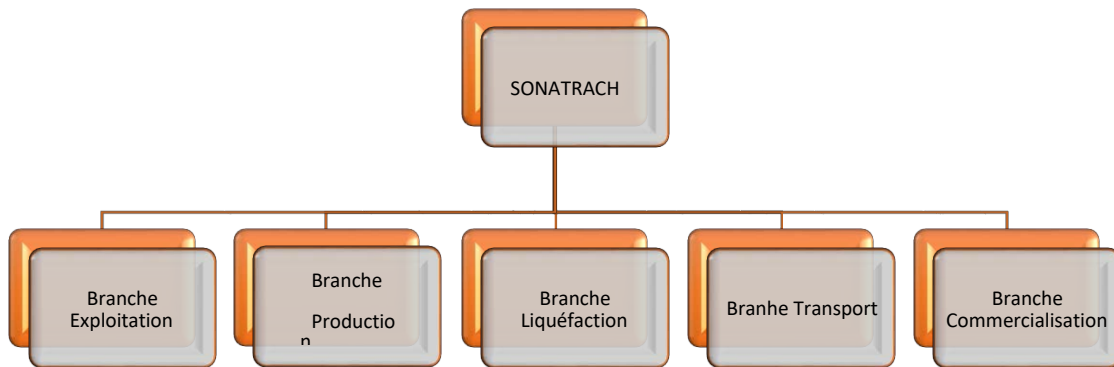 SONATRACH
Branche
Exploitation
Branche
Productio
n
Branche
Liquéfaction
Branhe Transport
Branche
Commercialisation